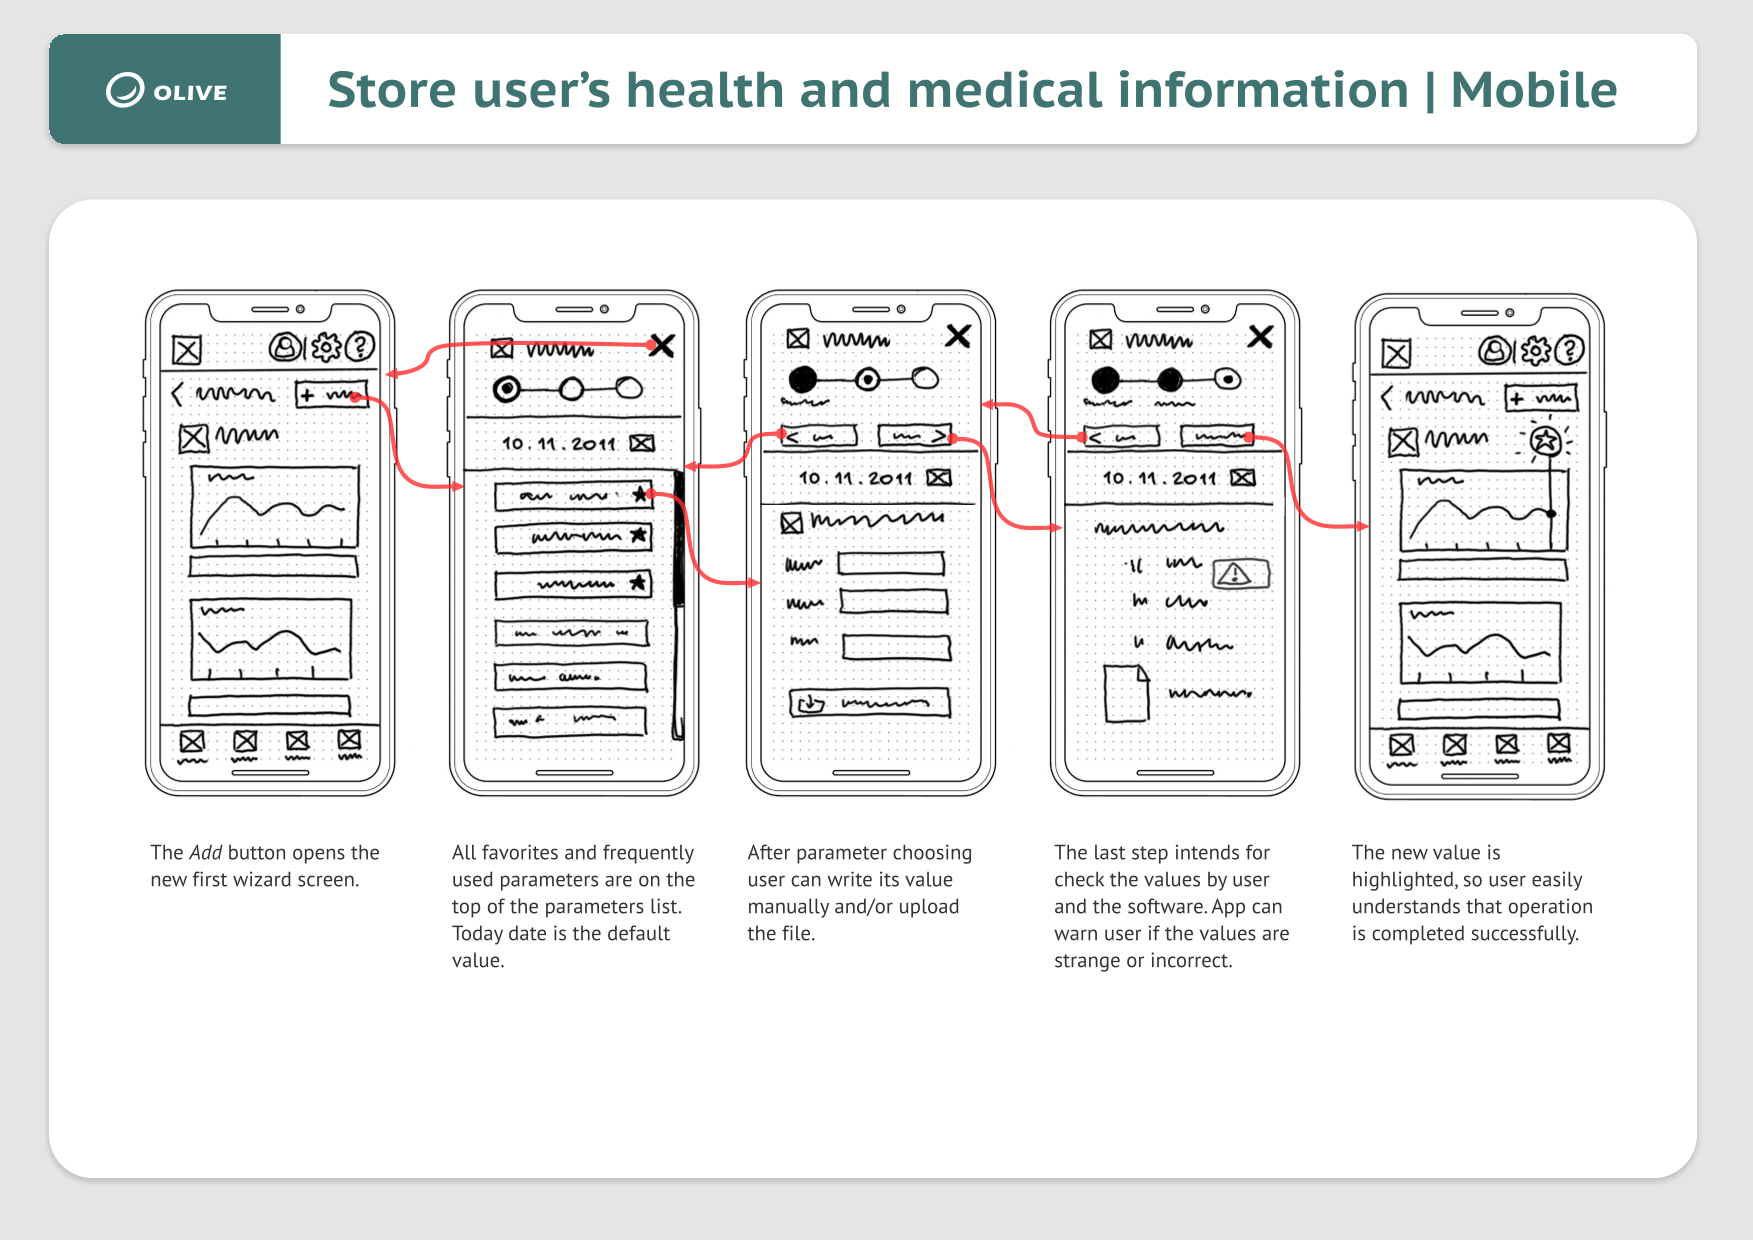 OLIVE
Store user’s health and medical information | Mobile
10.11.2011
10.11.2011
10.11.2011
The Add button opens the
new first wizard screen.
All favorites and frequently
used parameters are on the
top of the parameters list.
Today date is the default
value.
After parameter choosing
user can write its value
manually and/or upload
the file.
The last step intends for
check the values by user
and the software. App can
warn user if the values are
strange or incorrect.
The new value is
highlighted, so user easily
understands that operation
is completed successfully.